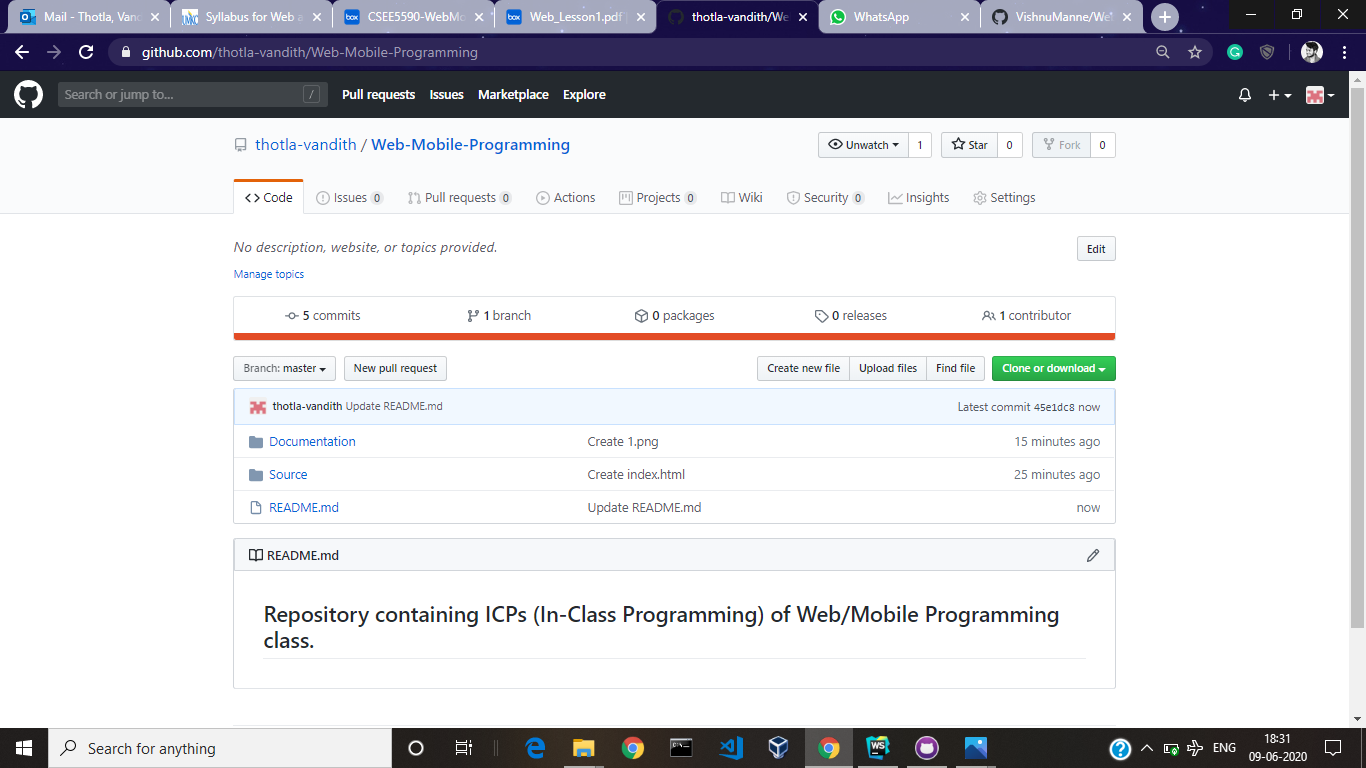 Mail - Thotla, Vand
Syllabus for Web a
CSEE5590-WebMo
Web_Lesson1.pdf
thotla-vandith/We
WhatsApp
VishnuManne/We
github.com/thotla-vandith/Web-Mobile-Programming
Search or jump to...
/
Pull requests
Issues
Marketplace
Explore
thotla-vandith / Web-Mobile-Programming
Unwatch 1
Star 0
Fork 0
Code
Issues 0
Pull requests 0
Actions
Projects 0
Wiki
Security 0
Insights
Settings
No description, website, or topics provided.
Edit
Manage topics
5 commits
1 branch
0 packages
0 releases
1 contributor
Branch: master
New pull request
Create new file
Upload files
Find file
Clone or download
thotla-vandith Update README.md
Latest commit 45e1dc8 now
Documentation
Create 1.png
15 minutes ago
Source
Create index.html
25 minutes ago
README.md
Update README.md
now
README.md
Repository containing ICPs (In-Class Programming) of Web/Mobile Programming
class.
Search for anything
ENG
18:31
09-06-2020